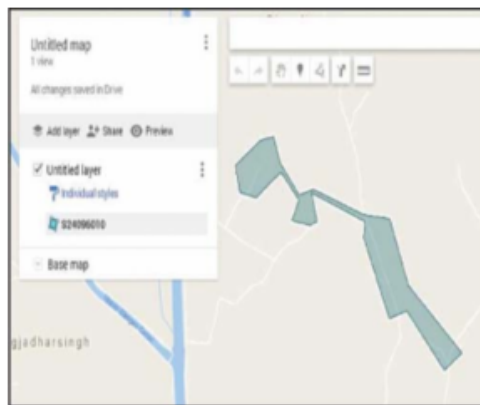 Untitled map
1 view
All changes saved in Drive
Add layer Share Preview
Untitled layer
Individual styles
S24096010
Base map
gjadharsingh